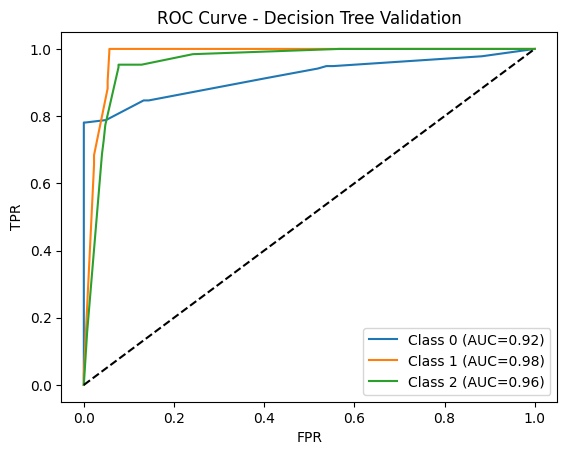 ROC Curve - Decision Tree Validation
TPR
1.0
0.8
0.6
0.4
0.2
0.0
Class 0 (AUC=0.92)
Class 1 (AUC=0.98)
Class 2 (AUC=0.96)
0.0 0.2 0.4 0.6 0.8 1.0
FPR